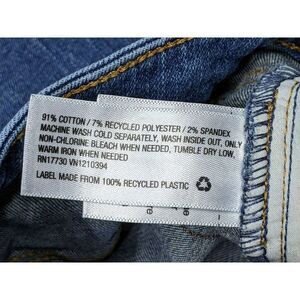 91% COTTON / 7% RECYCLED POLYESTER / 2% SPANDEX
MACHINE WASH COLD SEPARATELY, WASH INSIDE OUT, ONLY
NON-CHLORINE BLEACH WHEN NEEDED, TUMBLE DRY LOW,
WARM IRON WHEN NEEDED.
RN17730 VN1210394
LABEL MADE FROM 100% RECYCLED PLASTIC